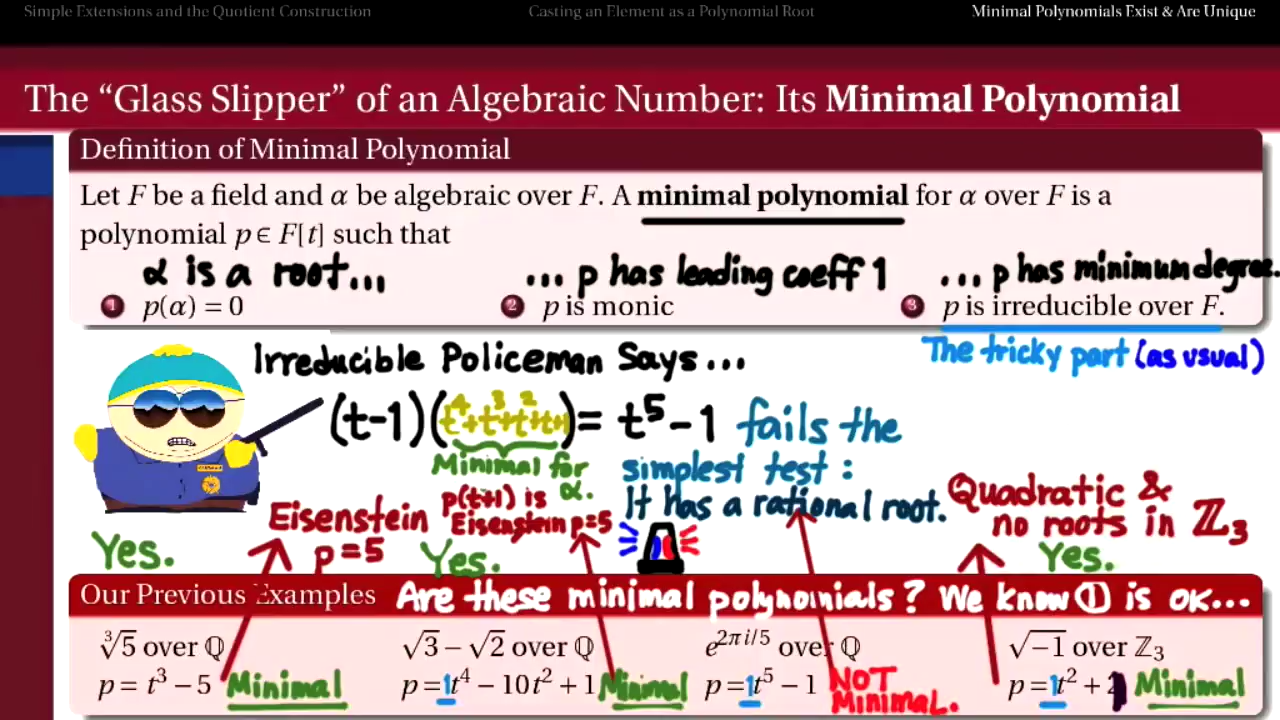 Simple Extensions and the Quotient Construction Casting an Element as a Polynomial Root Minimal Polynomials Exist & Are Unique
The “Glass Slipper” of an Algebraic Number: Its Minimal Polynomial
Definition of Minimal Polynomial
Let F be a field and α be algebraic over F. A minimal polynomial for α over F is a
polynomial p ∈ F[t] such that
α is a root... ... p has leading coeff 1 ... p has minimum degree.
1 p(α) = 0 2 p is monic 3 p is irreducible over F.
The tricky part (as usual)
Irreducible Policeman Says...
(t-1)(t⁴+t³+t²+t+1) = t⁵-1 fails the
Minimal for α. simplest test:
It has a rational root.
Eisenstein p=5
p(t+1) is Eisenstein p=5
Quadratic &
no roots in ℤ₃
Yes. Yes. Yes.
Our Previous Examples Are these minimal polynomials? We know ① is ok...
∛5 over ℚ √3 − √2 over ℚ e^{2πi/5} over ℚ √−1 over ℤ₃
p = t³ − 5 Minimal p = 1t⁴ − 10t² + 1 Minimal p = 1t⁵ − 1 NOT Minimal. p = 1t² + Minimal